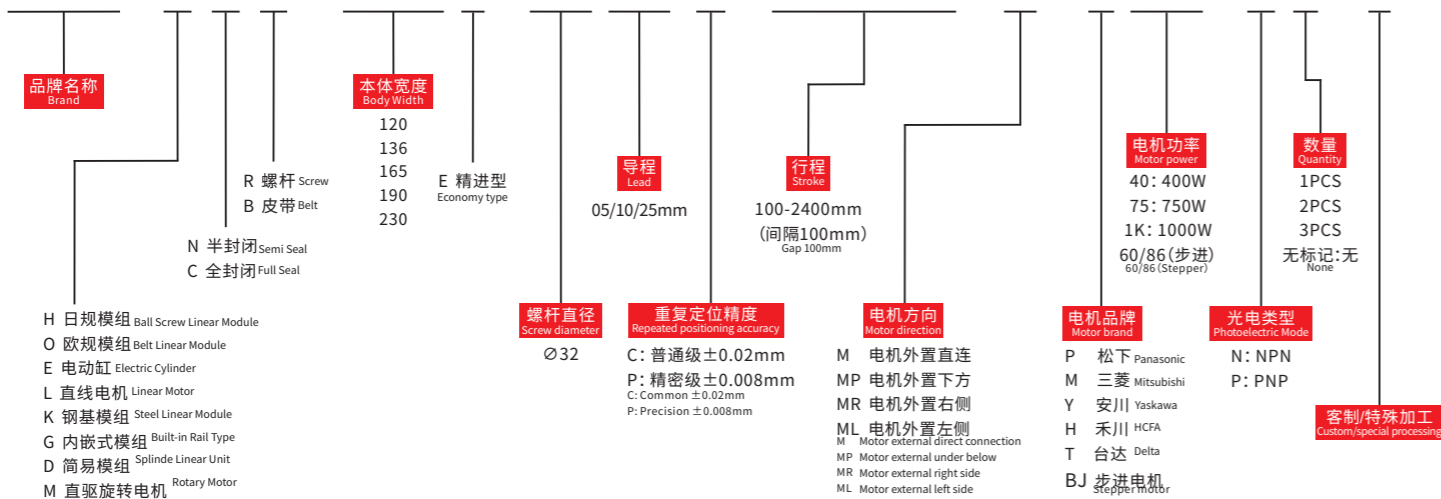 品牌名称
Brand
H 日规模组 Ball Screw Linear Module
O 欧规模组 Belt Linear Module
E 电动缸 Electric Cylinder
L 直线电机 Linear Motor
K 钢基模组 Steel Linear Module
G 内嵌式模组 Built-in Rail Type
D 简易模组 Splinde Linear Unit
M 直驱旋转电机 Rotary Motor
N 半封闭 Semi Seal
C 全封闭 Full Seal
R 螺杆 Screw
B 皮带 Belt
本体宽度
Body Width
120
136
165
190
230
E 精进型
Economy type
螺杆直径
Screw diameter
∅32
导程
Lead
05/10/25mm
重复定位精度
Repeated positioning accuracy
C: 普通级±0.02mm
P: 精密级±0.008mm
C: Common ±0.02mm
P: Precision ±0.008mm
行程
Stroke
100-2400mm
(间隔100mm)
Gap 100mm
电机方向
Motor direction
M 电机外置直连
MP 电机外置下方
MR 电机外置右侧
ML 电机外置左侧
M Motor external direct connection
MP Motor external under below
MR Motor external right side
ML Motor external left side
电机品牌
Motor brand
P 松下 Panasonic
M 三菱 Mitsubishi
Y 安川 Yaskawa
H 禾川 HCFA
T 台达 Delta
BJ 步进电机
Stepper motor
电机功率
Motor power
40: 400W
75: 750W
1K: 1000W
60/86(步进)
60/86(Stepper)
光电类型
Photoelectric Mode
N: NPN
P: PNP
数量
Quantity
1PCS
2PCS
3PCS
无标记:无
None
客制/特殊加工
Custom/special processing